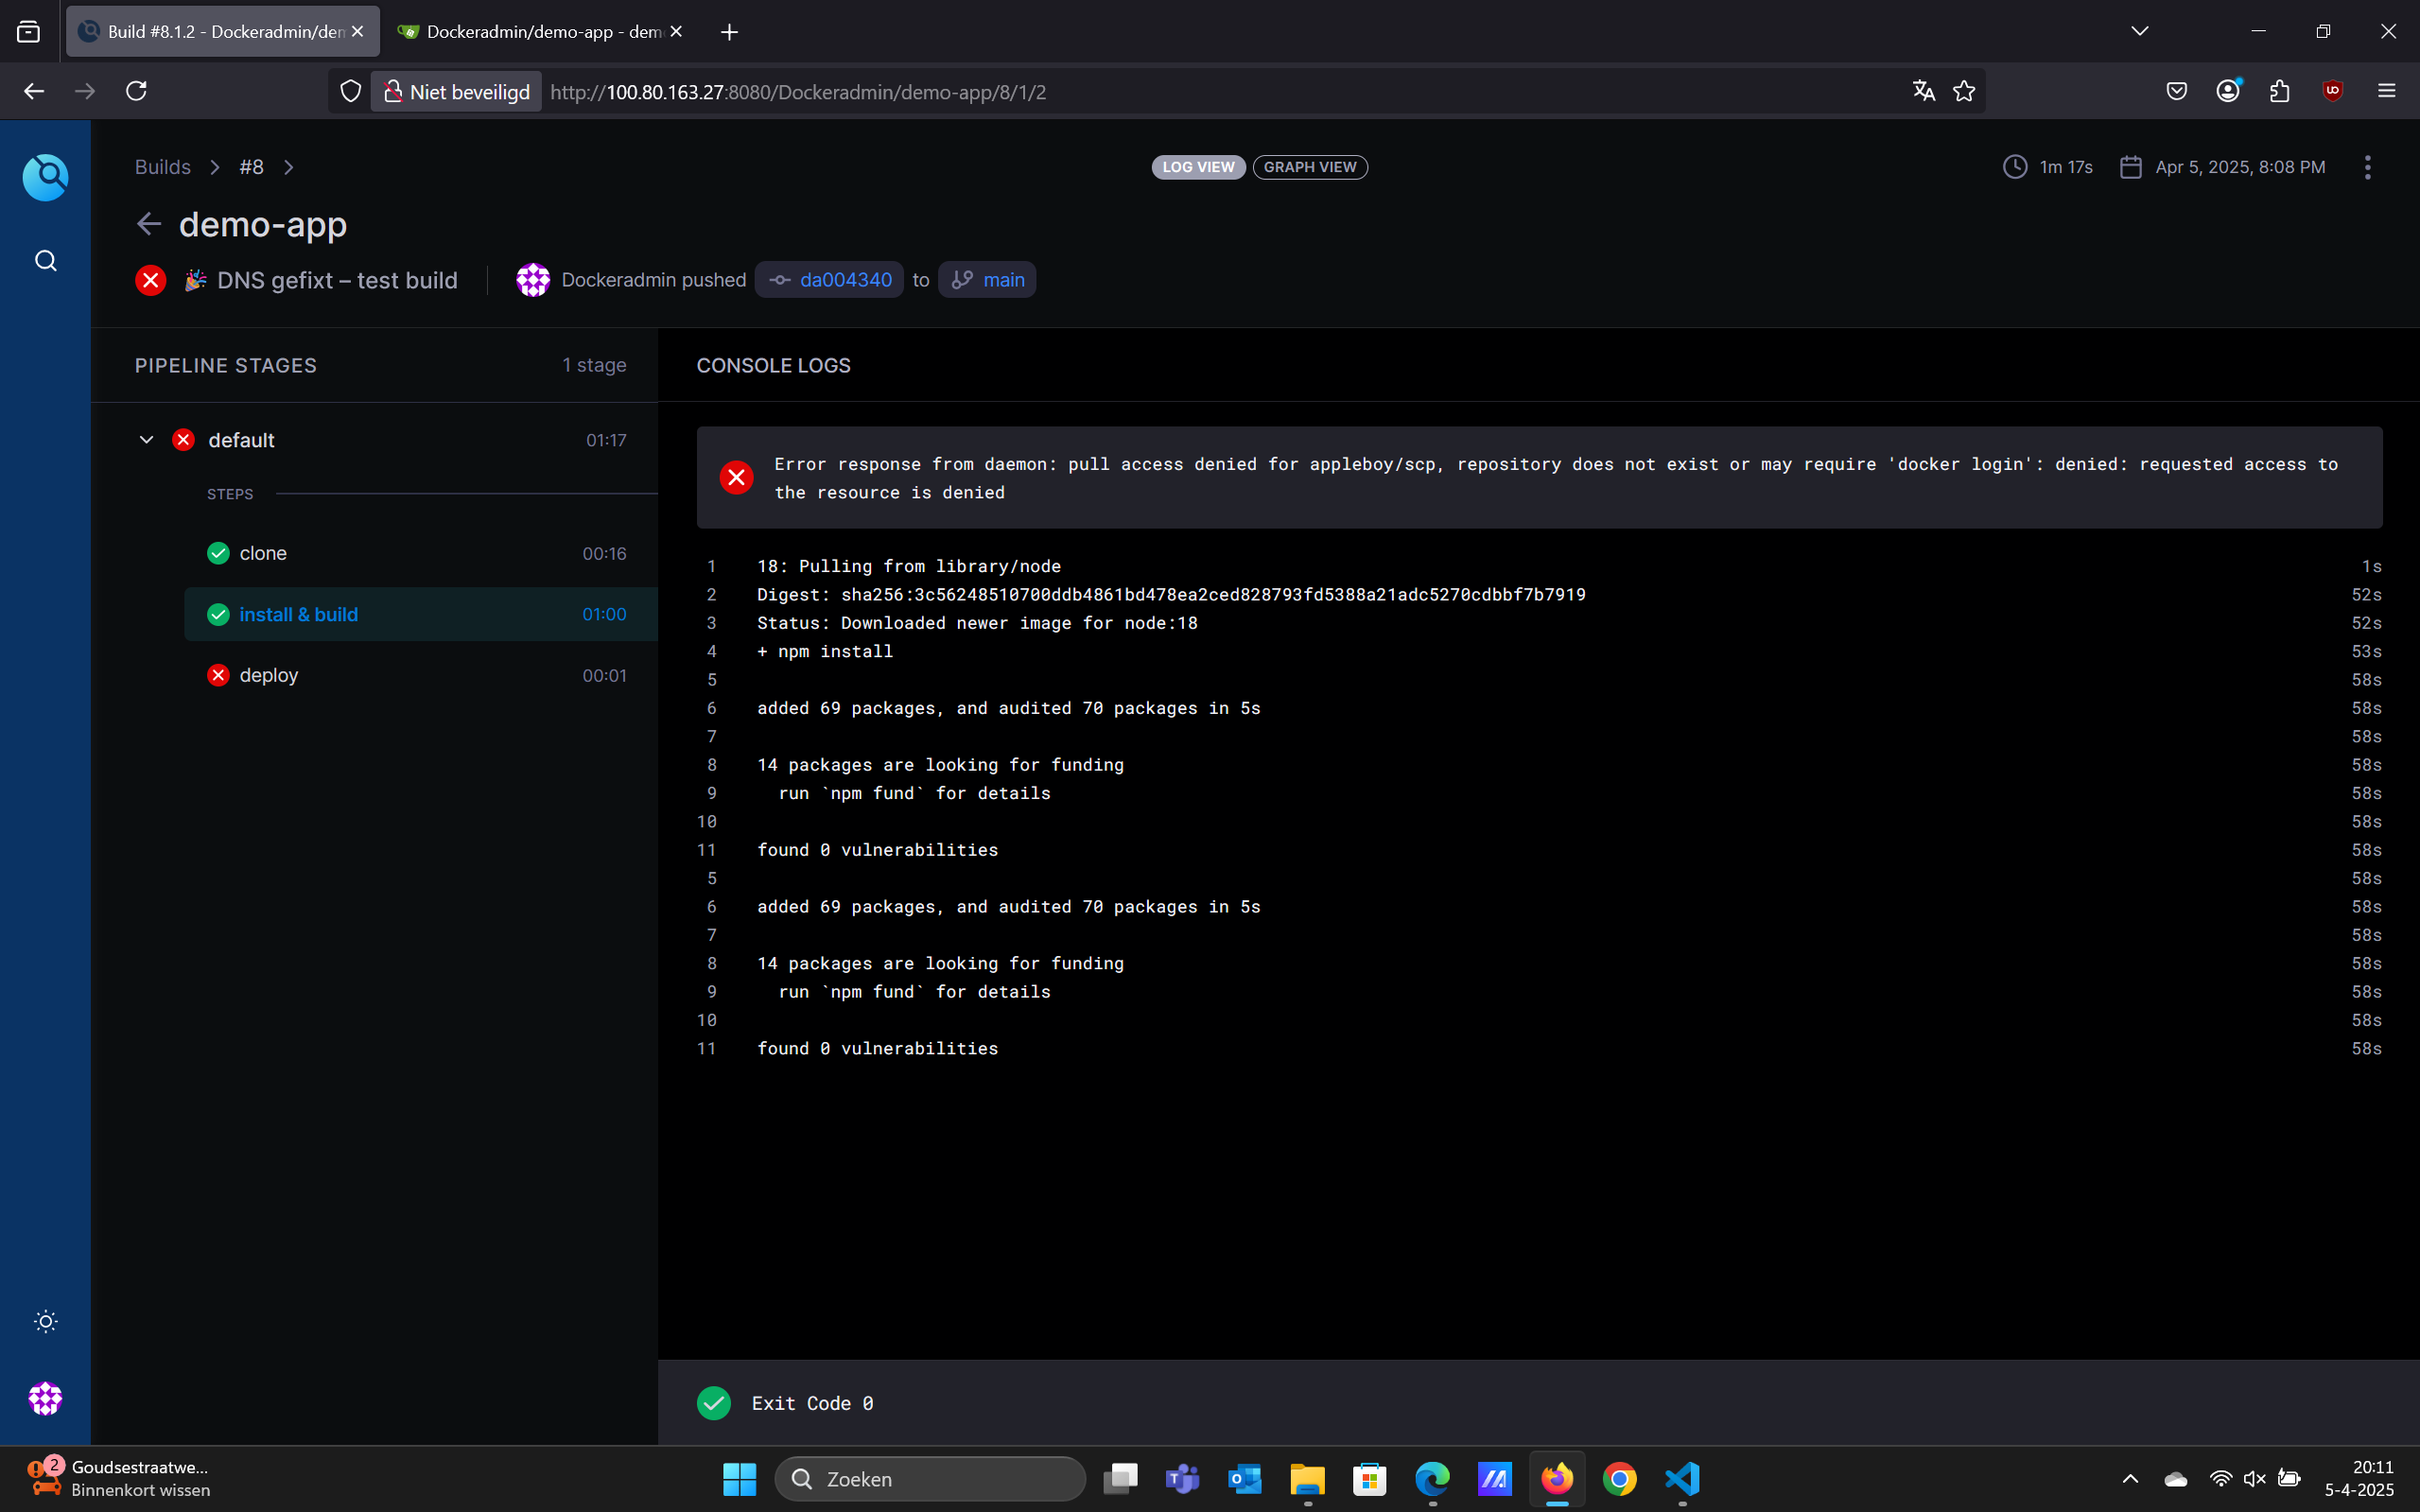 Build #8.1.2 - Dockeradmin/dem
Dockeradmin/demo-app - dem
Niet beveiligd
http://100.80.163.27:8080/Dockeradmin/demo-app/8/1/2
Builds > #8 >
LOG VIEW
GRAPH VIEW
1m 17s
Apr 5, 2025, 8:08 PM
demo-app
🎉 DNS gefixt – test build
Dockeradmin pushed da004340 to main
PIPELINE STAGES
1 stage
default
01:17
STEPS
clone
00:16
install & build
01:00
deploy
00:01
CONSOLE LOGS
Error response from daemon: pull access denied for appleboy/scp, repository does not exist or may require 'docker login': denied: requested access to
the resource is denied
1 18: Pulling from library/node 1s
2 Digest: sha256:3c56248510700ddb4861bd478ea2ced828793fd5388a21adc5270cdbbf7b7919 52s
3 Status: Downloaded newer image for node:18 52s
4 + npm install 53s
5 58s
6 added 69 packages, and audited 70 packages in 5s 58s
7 58s
8 14 packages are looking for funding 58s
9 run `npm fund` for details 58s
10 58s
11 found 0 vulnerabilities 58s
5 58s
6 added 69 packages, and audited 70 packages in 5s 58s
7 58s
8 14 packages are looking for funding 58s
9 run `npm fund` for details 58s
10 58s
11 found 0 vulnerabilities 58s
Exit Code 0
2
Goudsestraatwe...
Binnenkort wissen
Zoeken
20:11
5-4-2025